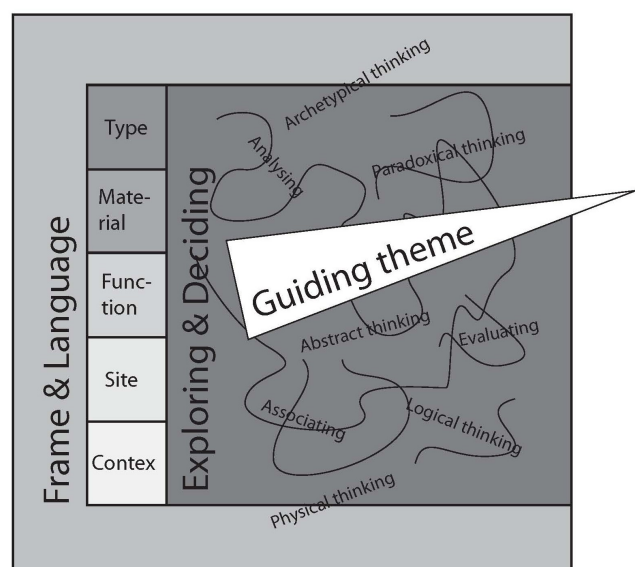 Archetypical thinking
Type
Analysing
Paradoxical thinking
Mate-
rial
Func-
tion
Site
Contex
Frame & Language
Exploring & Deciding
Guiding theme
Abstract thinking
Evaluating
Associating
Logical thinking
Physical thinking